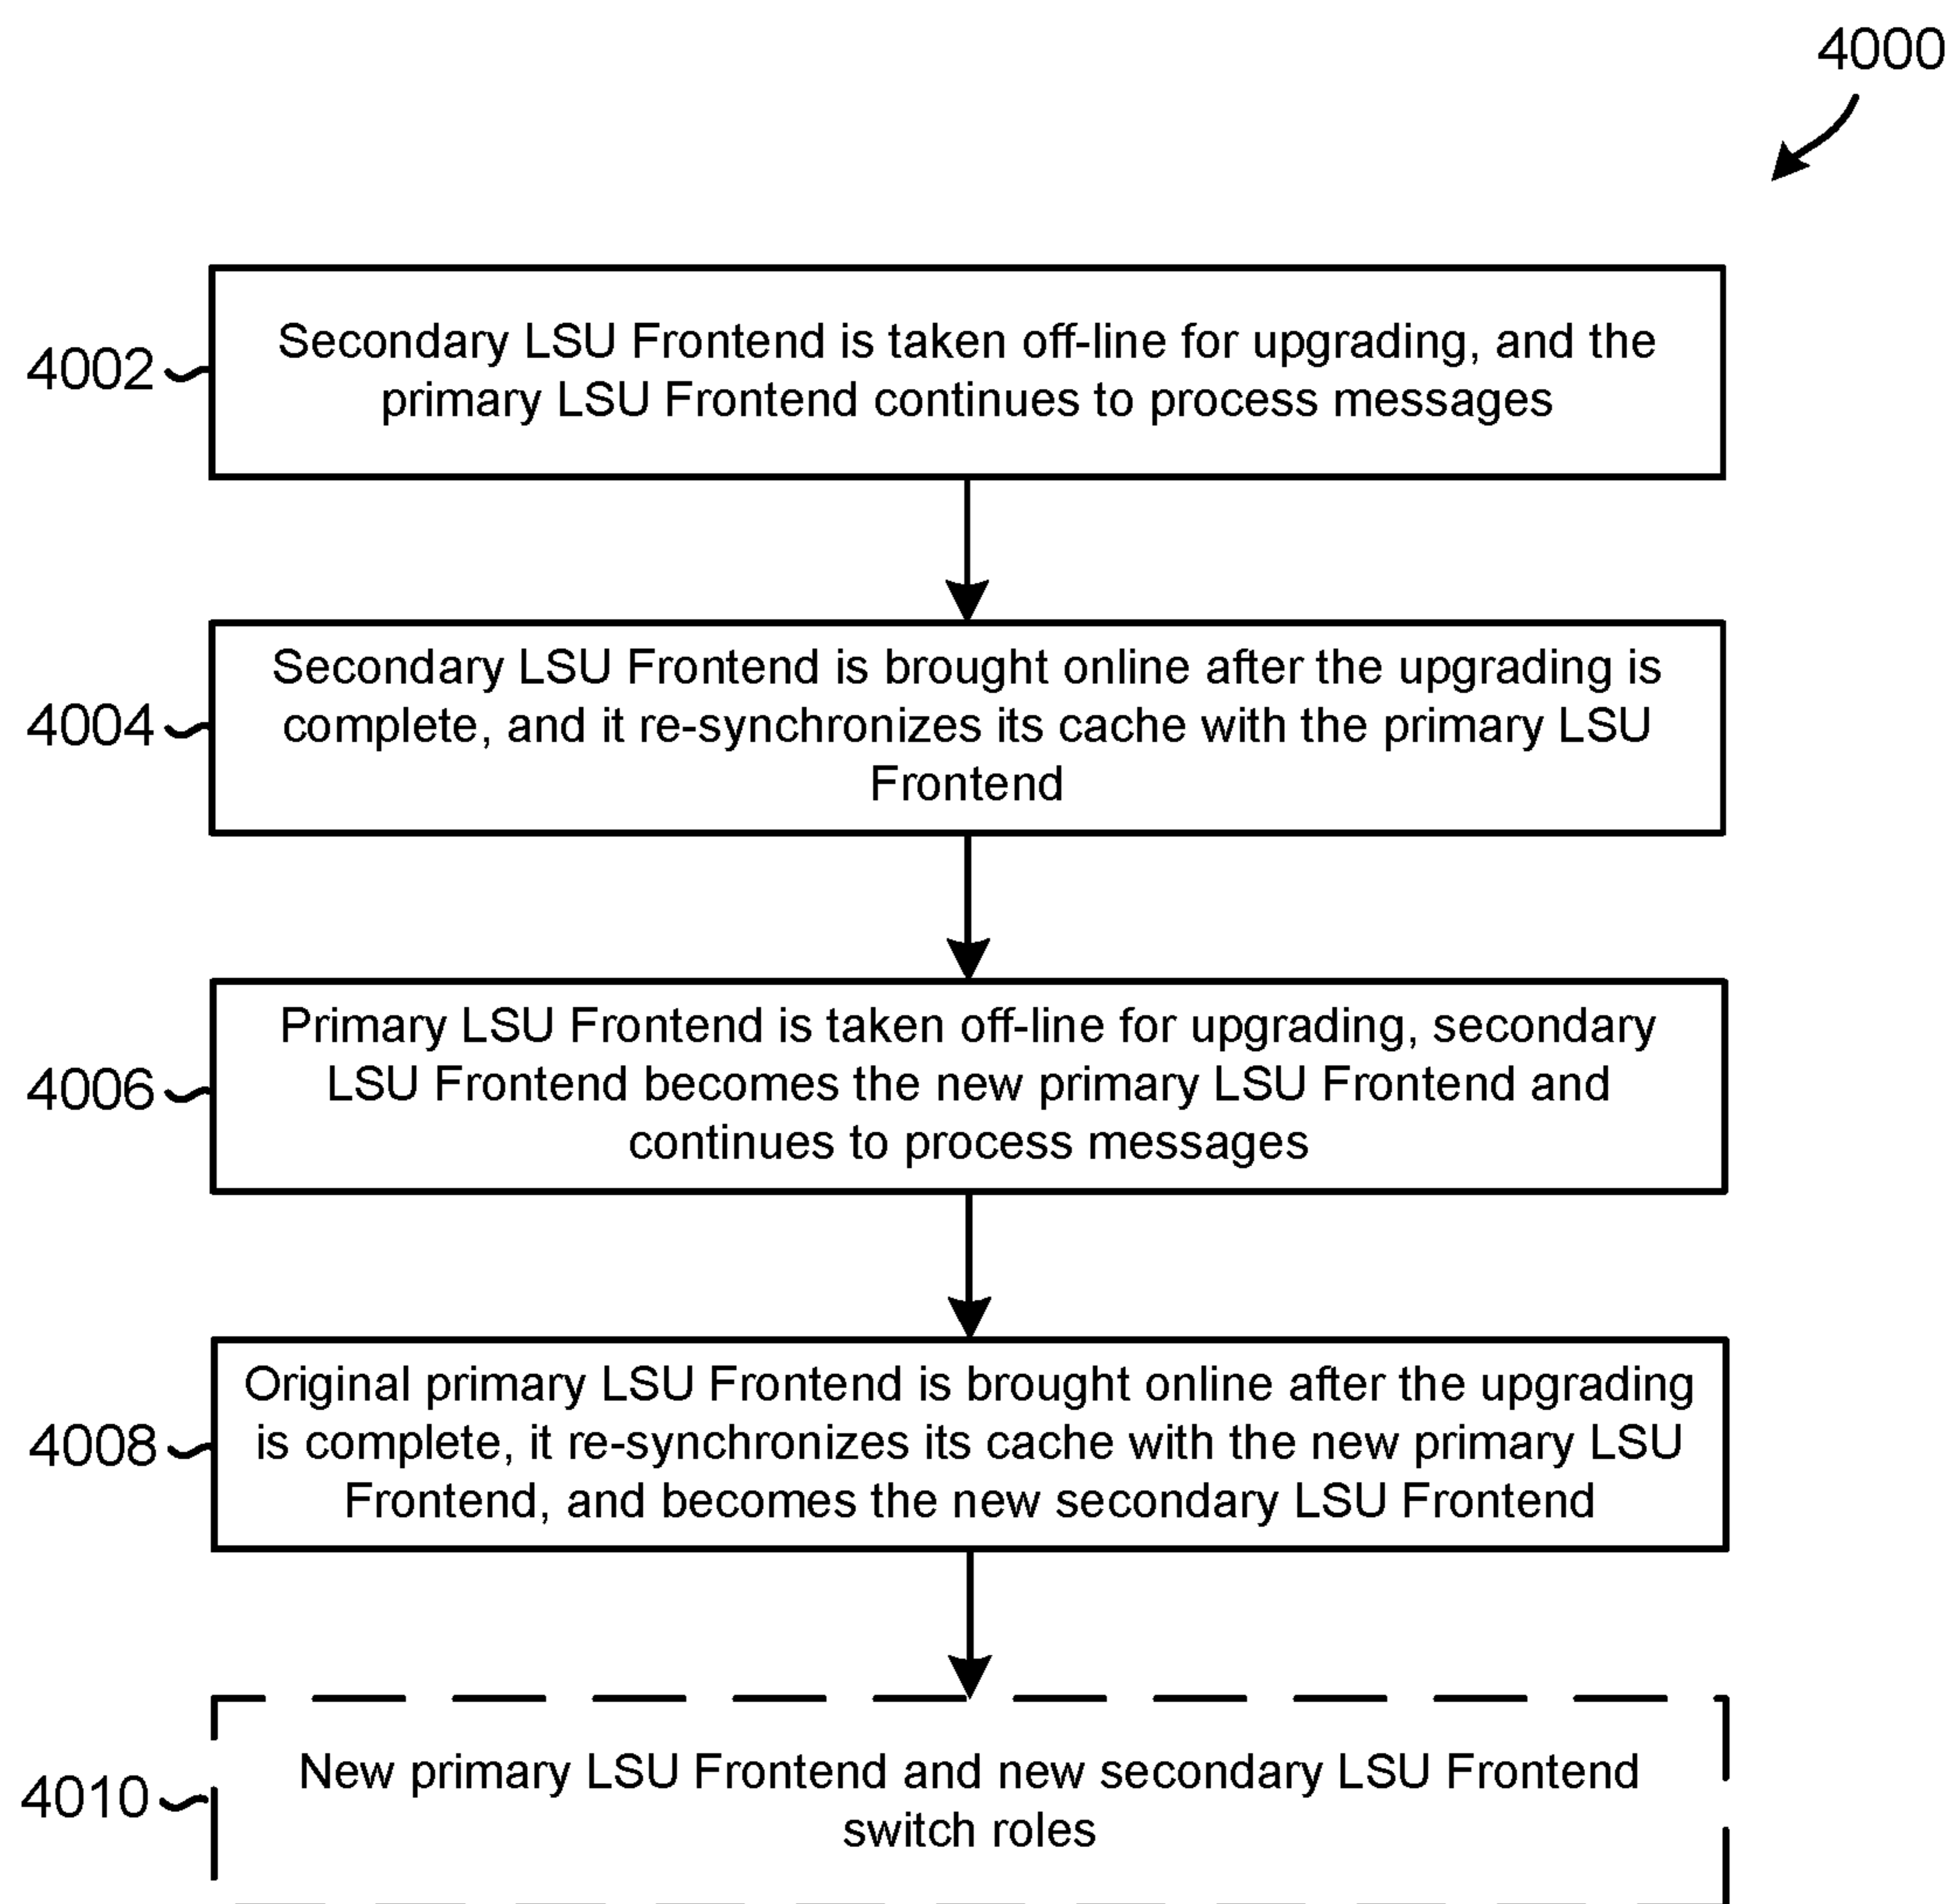 4000
4002
Secondary LSU Frontend is taken off-line for upgrading, and the
primary LSU Frontend continues to process messages
4004
Secondary LSU Frontend is brought online after the upgrading is
complete, and it re-synchronizes its cache with the primary LSU
Frontend
4006
Primary LSU Frontend is taken off-line for upgrading, secondary
LSU Frontend becomes the new primary LSU Frontend and
continues to process messages
4008
Original primary LSU Frontend is brought online after the upgrading
is complete, it re-synchronizes its cache with the new primary LSU
Frontend, and becomes the new secondary LSU Frontend
4010
New primary LSU Frontend and new secondary LSU Frontend
switch roles